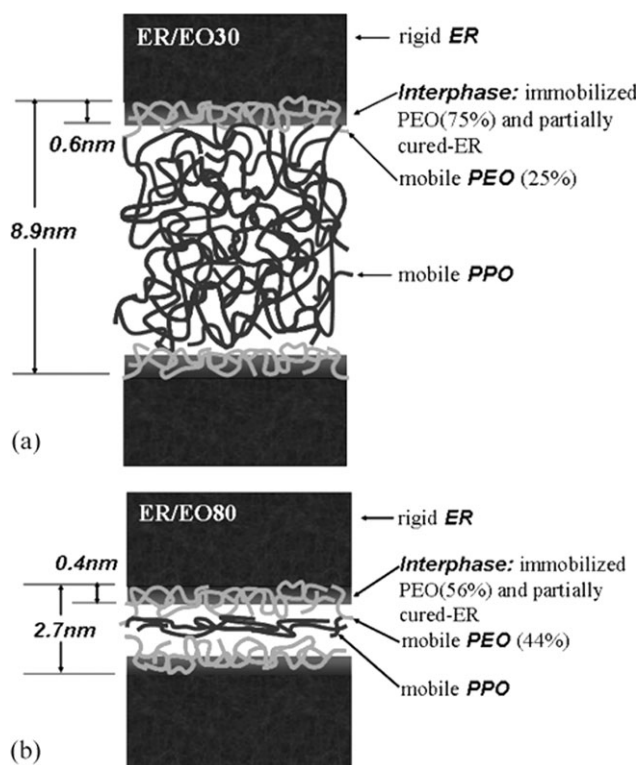 ER/EO30
rigid ER
Interphase: immobilized
PEO(75%) and partially
cured-ER
0.6nm
mobile PEO (25%)
8.9nm
mobile PPO
(a)
ER/EO80
rigid ER
0.4nm
Interphase: immobilized
PEO(56%) and partially
cured-ER
2.7nm
mobile PEO (44%)
mobile PPO
(b)